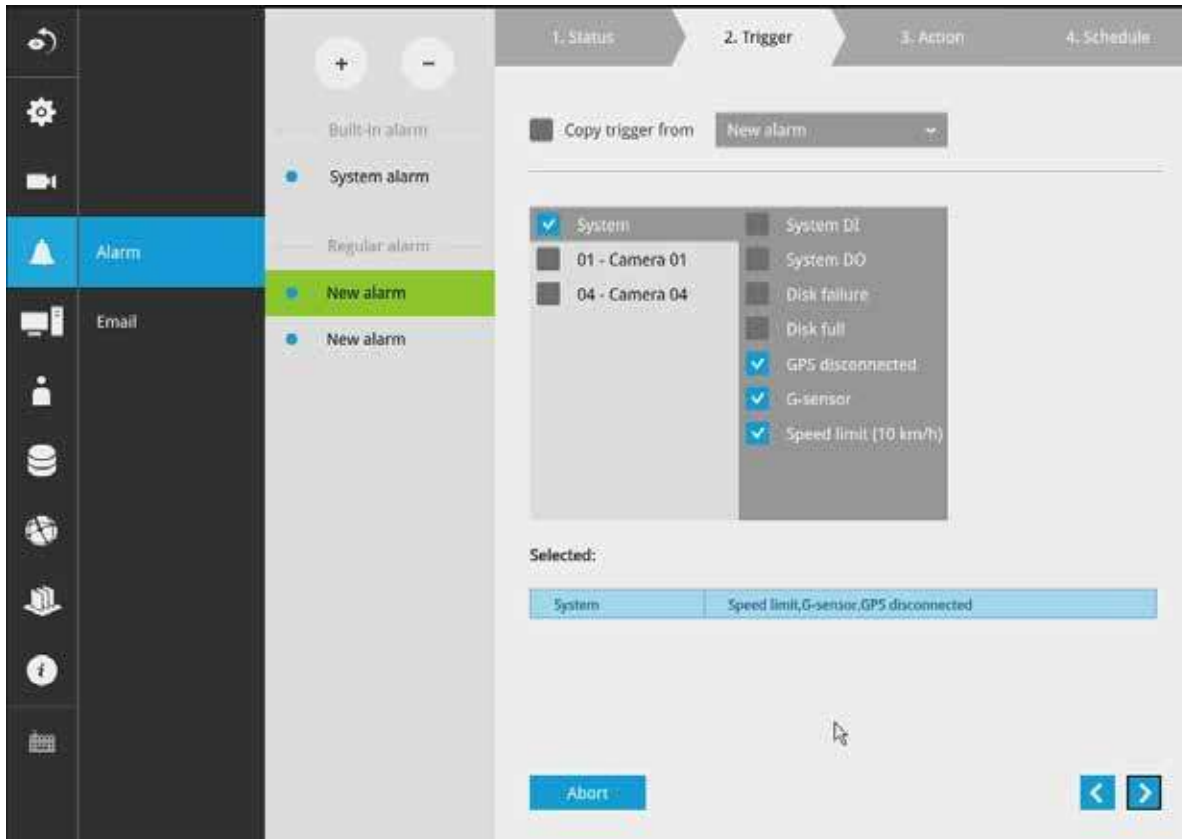 1. Status
2. Trigger
3. Action
4. Schedule
+
-
Built-in alarm
System alarm
Regular alarm
New alarm
New alarm
Alarm
Email
Copy trigger from
New alarm
System
01 - Camera 01
04 - Camera 04
System DI
System DO
Disk failure
Disk full
GPS disconnected
G-sensor
Speed limit (10 km/h)
Selected:
System
Speed limit,G-sensor,GPS disconnected
Abort